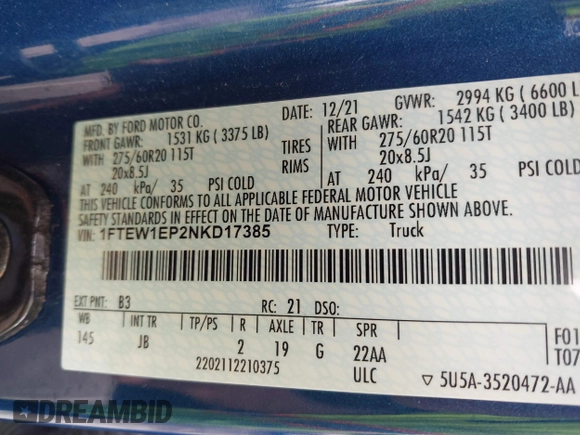 MFD. BY FORD MOTOR CO. DATE: 12/21 GVWR: 2994 KG ( 6600 L
FRONT GAWR: 1531 KG ( 3375 LB) REAR GAWR: 1542 KG ( 3400 LB)
WITH 275/60R20 115T TIRES WITH 275/60R20 115T
20x8.5J RIMS 20x8.5J
AT 240 kPa/ 35 PSI COLD AT 240 kPa/ 35 PSI COLD
THIS VEHICLE CONFORMS TO ALL APPLICABLE FEDERAL MOTOR VEHICLE
SAFETY STANDARDS IN EFFECT ON THE DATE OF MANUFACTURE SHOWN ABOVE.
VIN: 1FTEW1EP2NKD17385 TYPE: Truck
EXT PNT: B3 RC: 21 DSO:
WB INT TR TP/PS R AXLE TR SPR
145 JB 2 19 G 22AA
F01
T07
2202112210375 ULC ▽ 5U5A-3520472-AA
DREAMBID